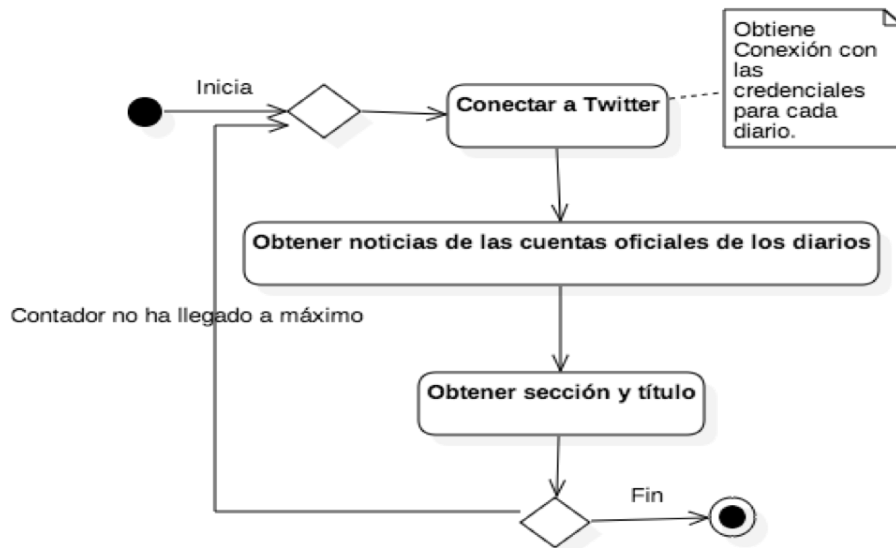 Obtiene
Conexión con
las
credenciales
para cada
diario.
Inicia
Conectar a Twitter
Obtener noticias de las cuentas oficiales de los diarios
Contador no ha llegado a máximo
Obtener sección y título
Fin